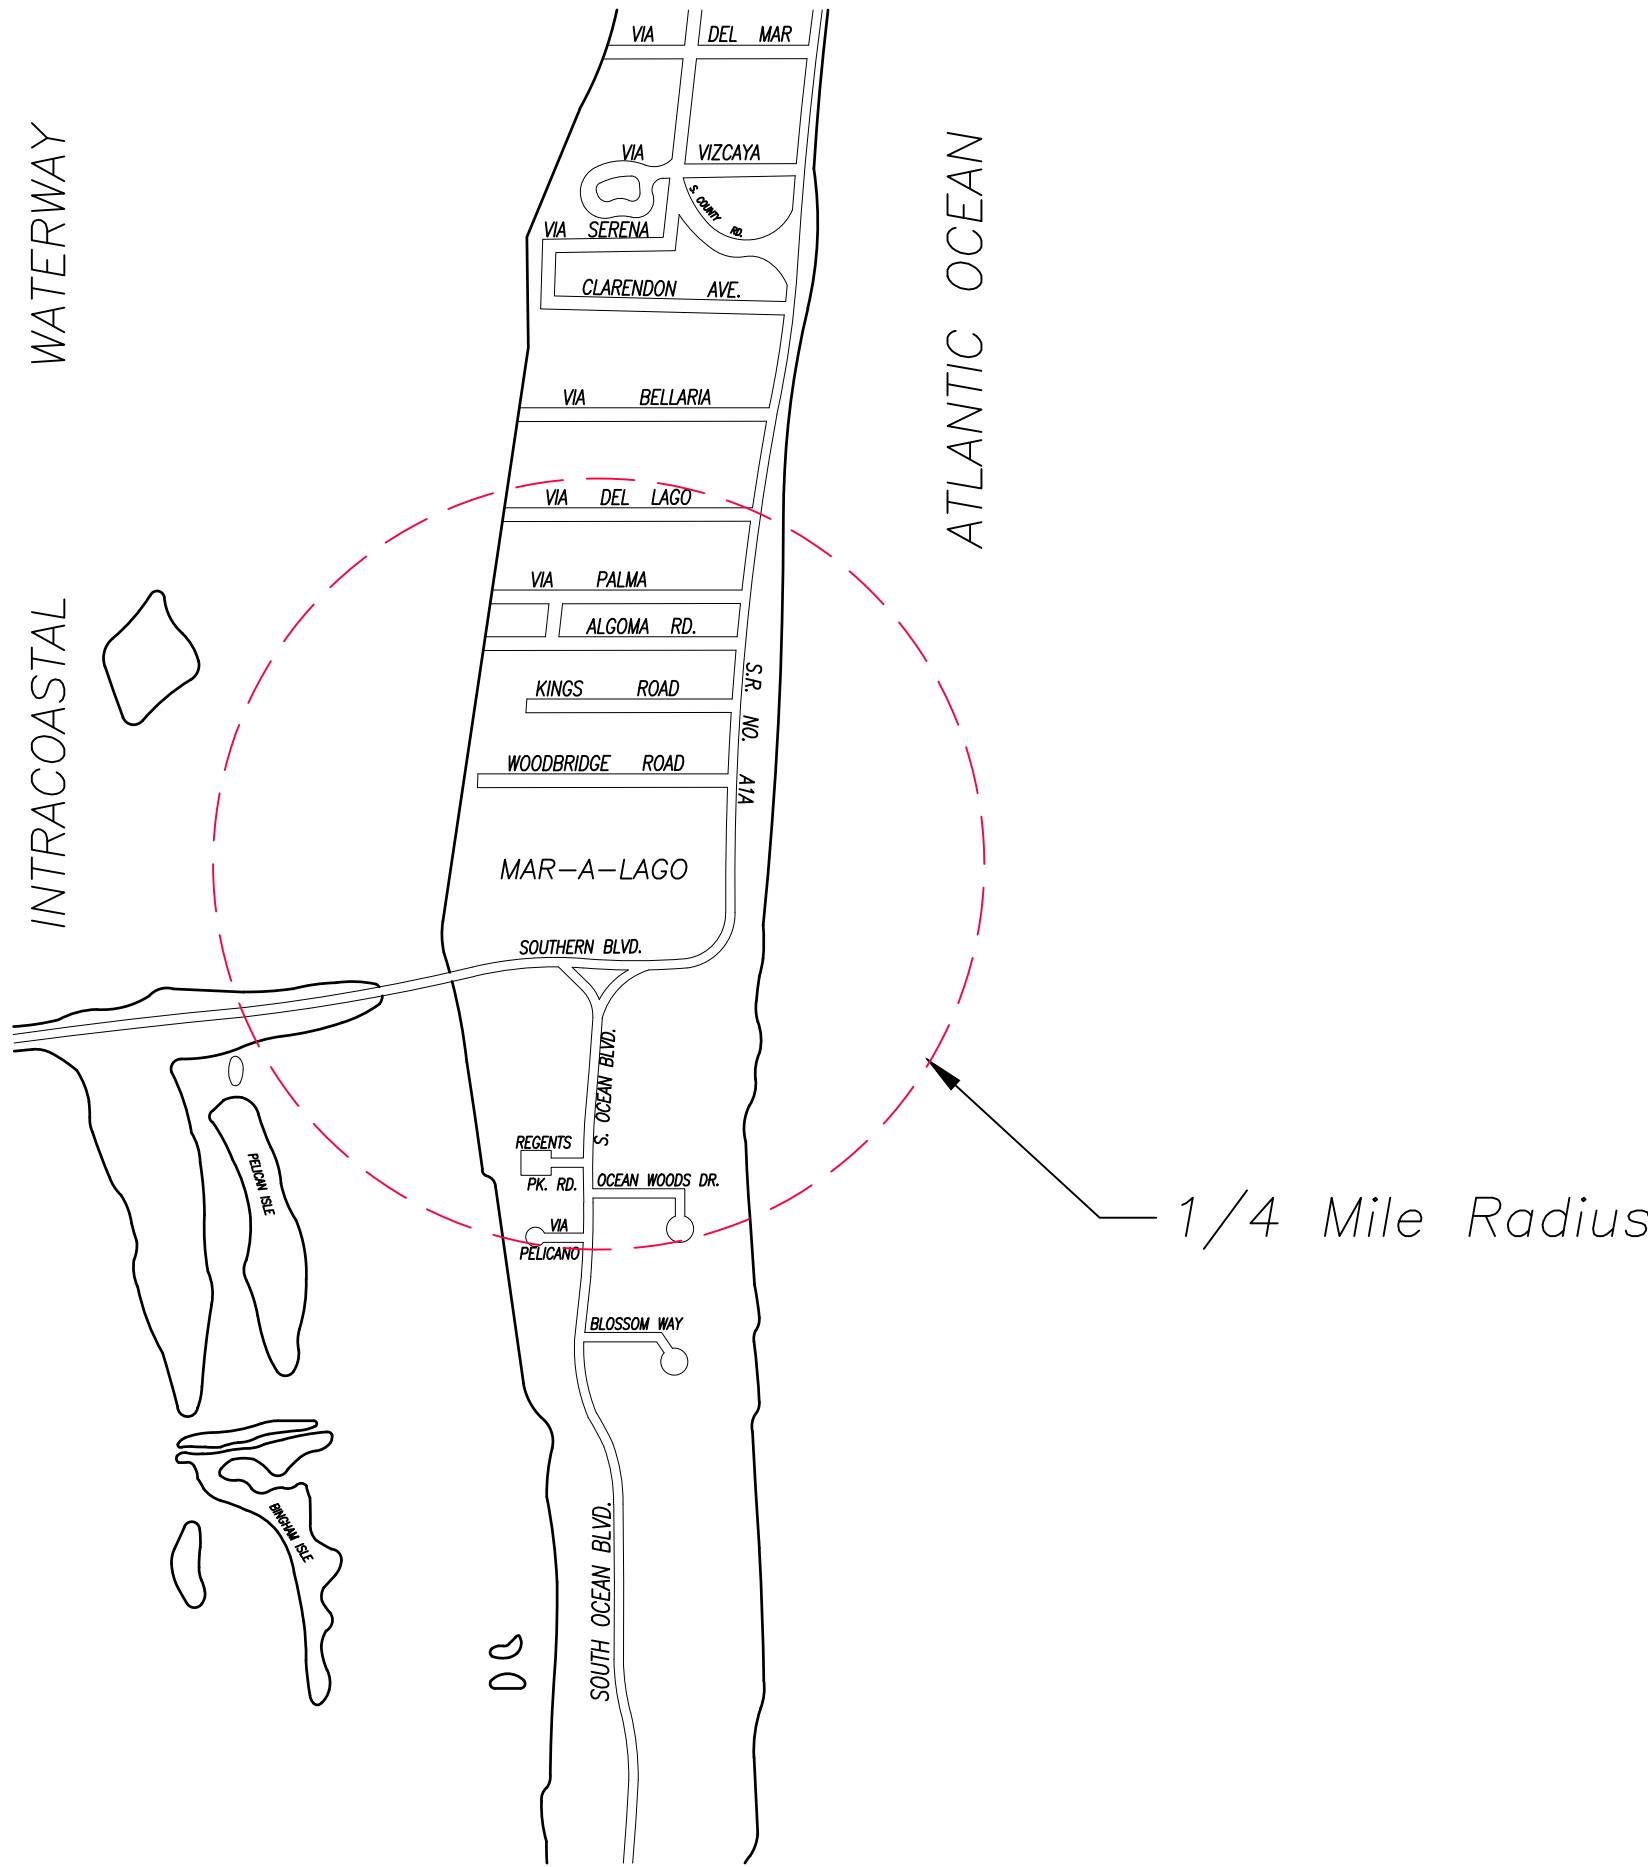 VIA DEL MAR
VIA VIZCAYA
S. COUNTY RD.
VIA SERENA
CLARENDON AVE.
VIA BELLARIA
VIA DEL LAGO
VIA PALMA
ALGOMA RD.
KINGS ROAD
WOODBRIDGE ROAD
S.R. NO. A1A
MAR-A-LAGO
SOUTHERN BLVD.
S. OCEAN BLVD.
REGENTS
PK. RD.
OCEAN WOODS DR.
VIA
PELICANO
BLOSSOM WAY
SOUTH OCEAN BLVD.
PELICAN ISLE
BINGHAM ISLE
INTRACOASTAL WATERWAY
ATLANTIC OCEAN
1/4 Mile Radius